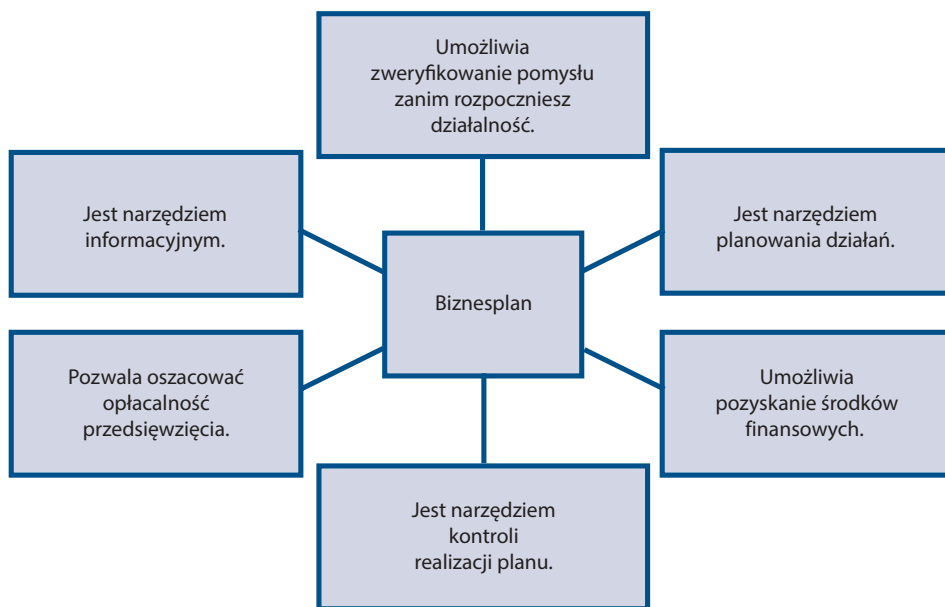 Umożliwia
zweryfikowanie pomysłu
zanim rozpoczniesz
działalność.
Jest narzędziem
informacyjnym.
Jest narzędziem
planowania działań.
Biznesplan
Pozwala oszacować
opłacalność
przedsięwzięcia.
Umożliwia
pozyskanie środków
finansowych.
Jest narzędziem
kontroli
realizacji planu.